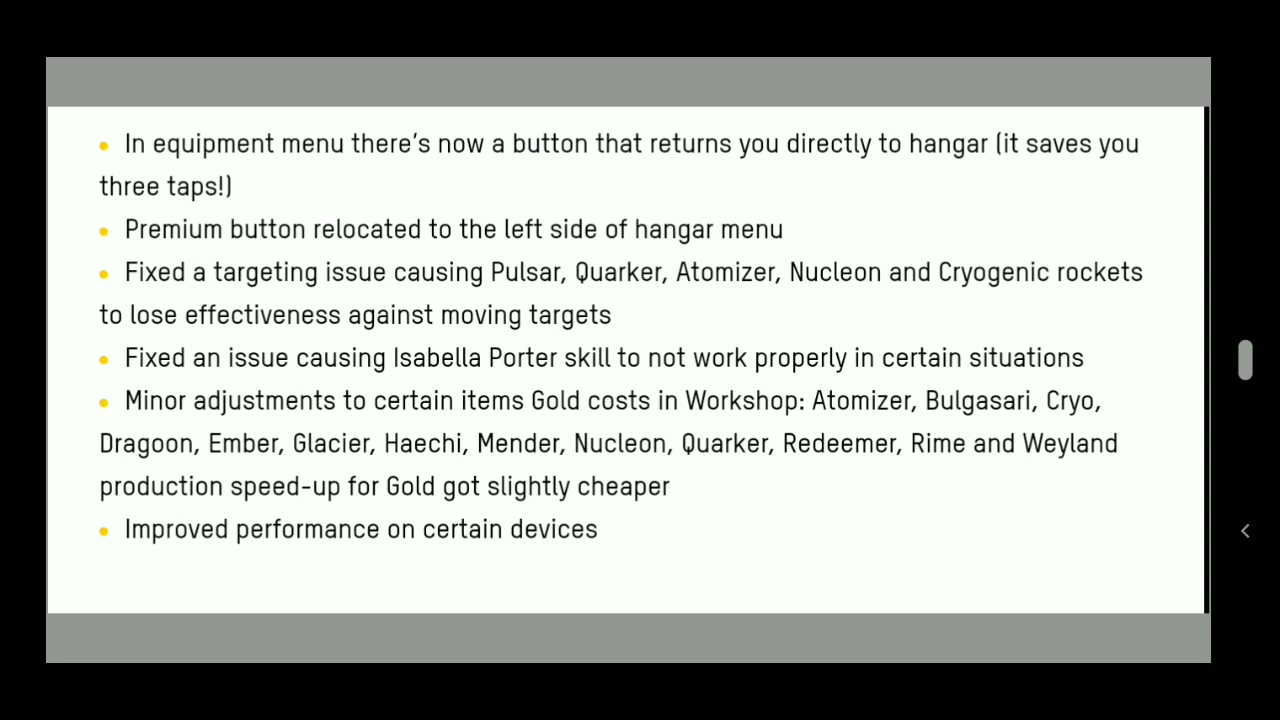 • In equipment menu there’s now a button that returns you directly to hangar (it saves you
three taps!)
• Premium button relocated to the left side of hangar menu
• Fixed a targeting issue causing Pulsar, Quarker, Atomizer, Nucleon and Cryogenic rockets
to lose effectiveness against moving targets
• Fixed an issue causing Isabella Porter skill to not work properly in certain situations
• Minor adjustments to certain items Gold costs in Workshop: Atomizer, Bulgasari, Cryo,
Dragoon, Ember, Glacier, Haechi, Mender, Nucleon, Quarker, Redeemer, Rime and Weyland
production speed-up for Gold got slightly cheaper
• Improved performance on certain devices